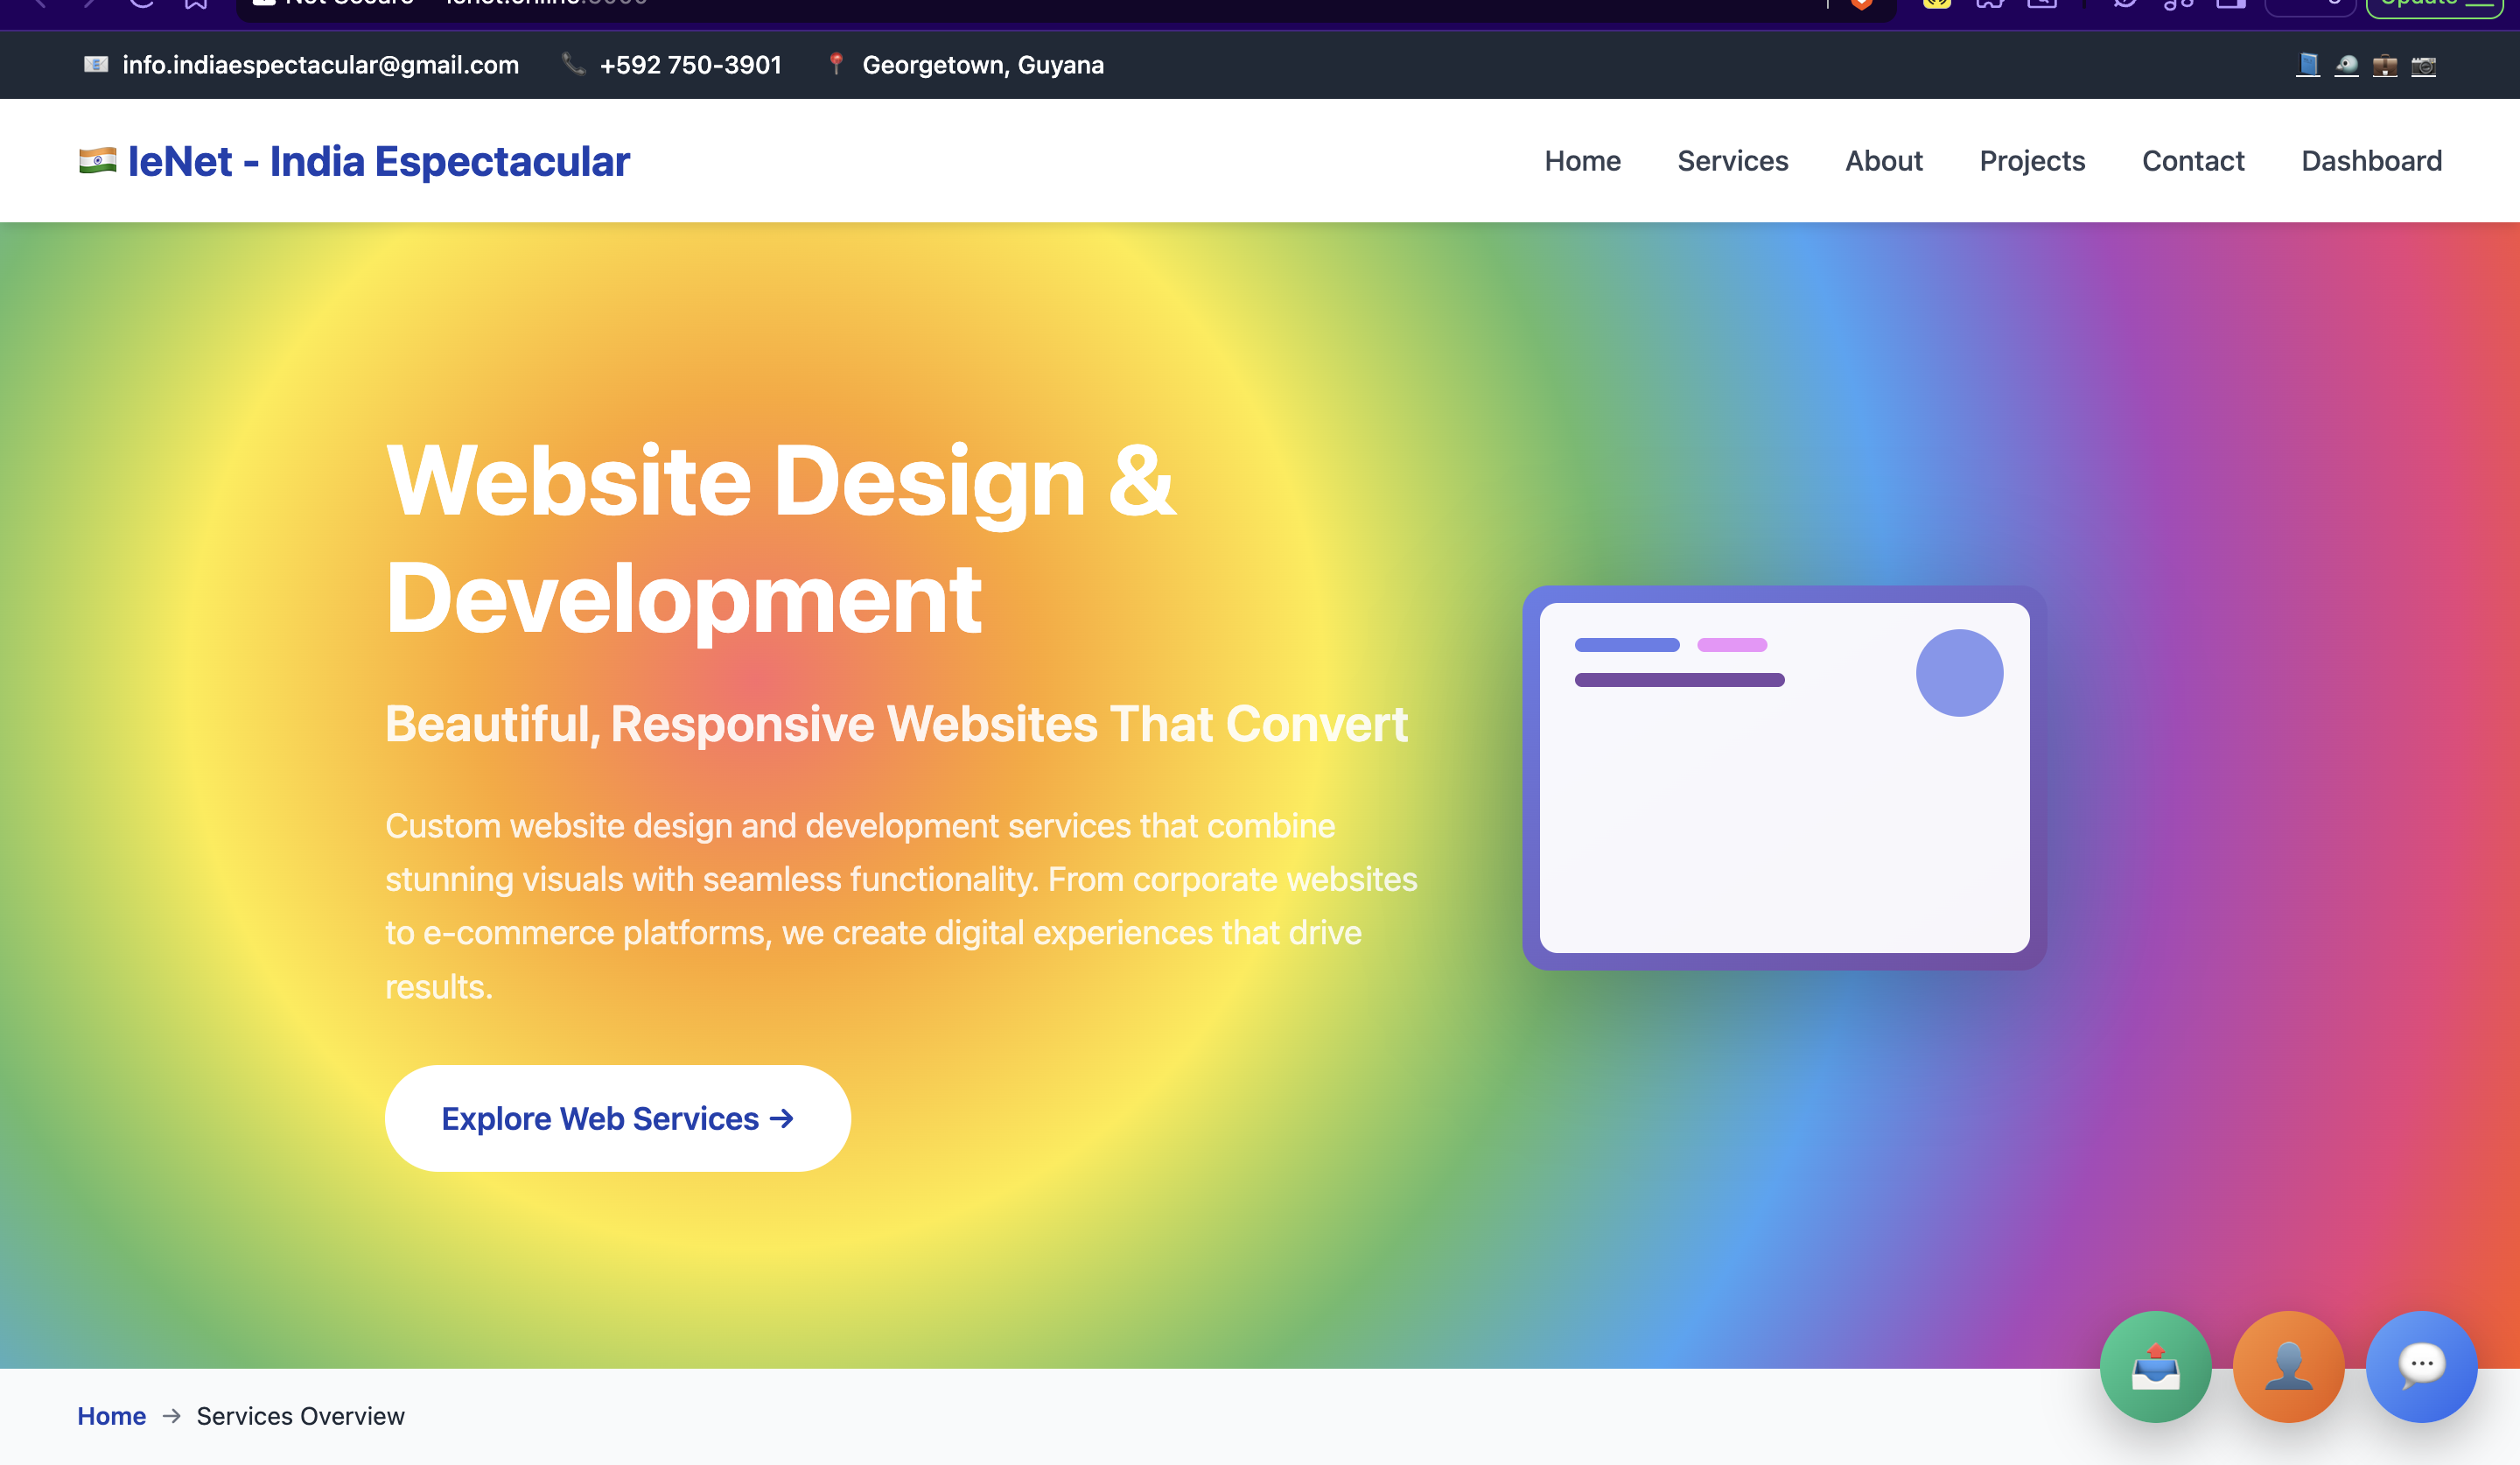 info.indiaespectacular@gmail.com +592 750-3901 Georgetown, Guyana
IeNet - India Espectacular
Home Services About Projects Contact Dashboard
Website Design &
Development
Beautiful, Responsive Websites That Convert
Custom website design and development services that combine
stunning visuals with seamless functionality. From corporate websites
to e-commerce platforms, we create digital experiences that drive
results.
Explore Web Services →
Home → Services Overview